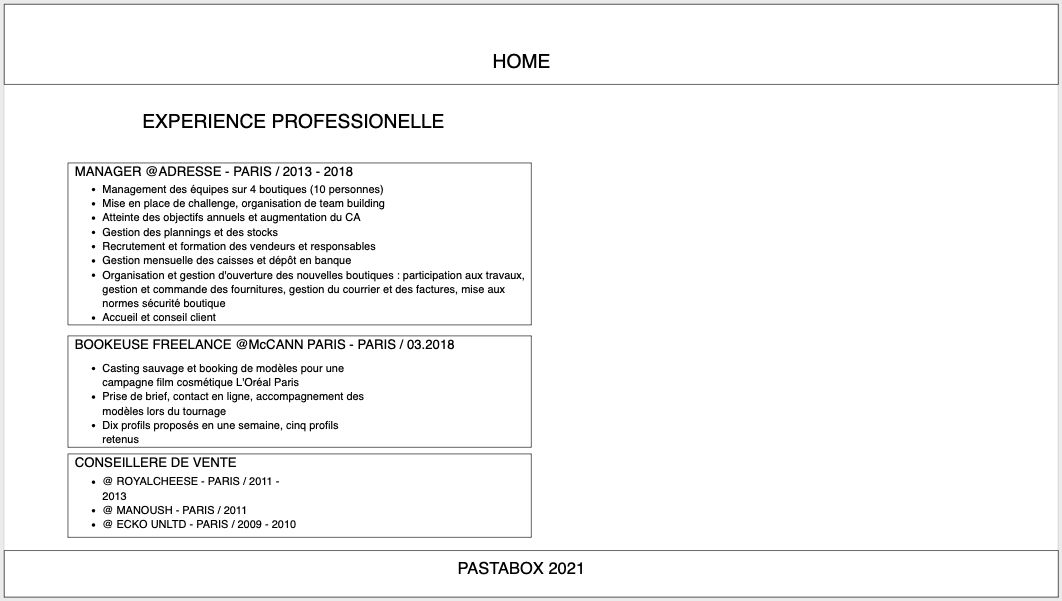 HOME
EXPERIENCE PROFESSIONELLE
MANAGER @ADRESSE - PARIS / 2013 - 2018
• Management des équipes sur 4 boutiques (10 personnes)
• Mise en place de challenge, organisation de team building
• Atteinte des objectifs annuels et augmentation du CA
• Gestion des plannings et des stocks
• Recrutement et formation des vendeurs et responsables
• Gestion mensuelle des caisses et dépôt en banque
• Organisation et gestion d'ouverture des nouvelles boutiques : participation aux travaux,
gestion et commande des fournitures, gestion du courrier et des factures, mise aux
normes sécurité boutique
• Accueil et conseil client
BOOKEUSE FREELANCE @McCANN PARIS - PARIS / 03.2018
• Casting sauvage et booking de modèles pour une
campagne film cosmétique L'Oréal Paris
• Prise de brief, contact en ligne, accompagnement des
modèles lors du tournage
• Dix profils proposés en une semaine, cinq profils
retenus
CONSEILLERE DE VENTE
• @ ROYALCHEESE - PARIS / 2011 -
2013
• @ MANOUSH - PARIS / 2011
• @ ECKO UNLTD - PARIS / 2009 - 2010
PASTABOX 2021